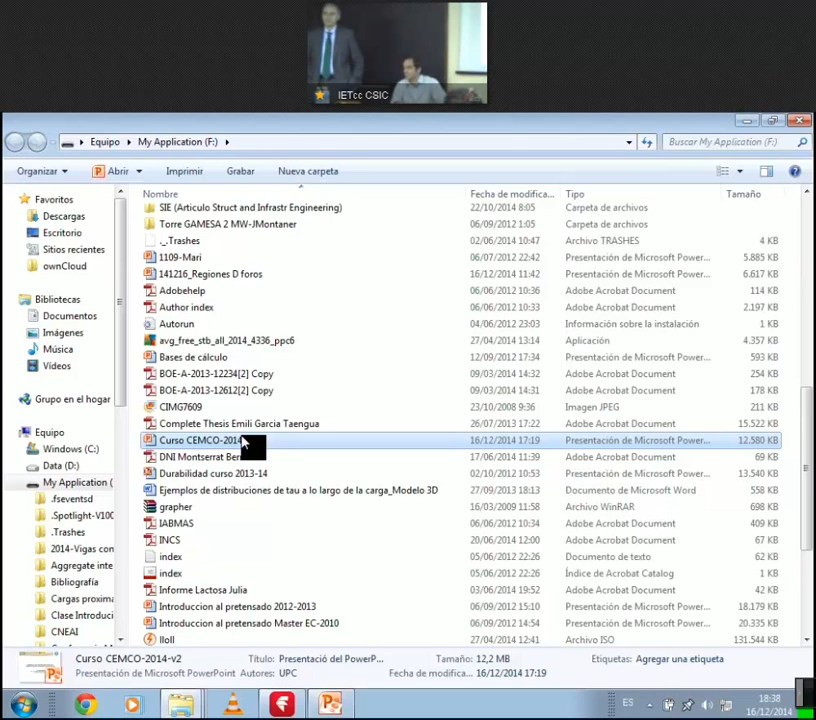 IETcc CSIC
Equipo My Application (F:)
Buscar My Application (F:)
Organizar Abrir Imprimir Grabar Nueva carpeta
Favoritos
Descargas
Escritorio
Sitios recientes
ownCloud
Bibliotecas
Documentos
Imágenes
Música
Vídeos
Grupo en el hogar
Equipo
Windows (C:)
Data (D:)
My Application (F:)
.fseventsd
.Spotlight-V100
.Trashes
2014-Vigas con
Aggregate inte
Bibliografía
Cargas proxima
Clase Introduci
CNEAI
Nombre Fecha de modifica... Tipo Tamaño
SIE (Articulo Struct and Infrastr Engineering) 22/10/2014 8:05 Carpeta de archivos
Torre GAMESA 2 MW-JMontaner 06/09/2012 1:05 Carpeta de archivos
._.Trashes 02/06/2014 10:47 Archivo TRASHES 4 KB
1109-Mari 06/07/2012 22:42 Presentación de Microsoft Power... 5.885 KB
141216_Regiones D foros 16/12/2014 11:42 Presentación de Microsoft Power... 6.617 KB
Adobehelp 06/06/2012 10:36 Adobe Acrobat Document 114 KB
Author index 06/06/2012 10:33 Adobe Acrobat Document 2.197 KB
Autorun 04/06/2012 23:03 Información sobre la instalación 1 KB
avg_free_stb_all_2014_4336_ppc6 27/04/2014 13:14 Aplicación 4.357 KB
Bases de cálculo 12/09/2012 17:34 Presentación de Microsoft Power... 593 KB
BOE-A-2013-12234[2] Copy 09/03/2014 14:32 Adobe Acrobat Document 254 KB
BOE-A-2013-12612[2] Copy 09/03/2014 14:31 Adobe Acrobat Document 178 KB
CIMG7609 23/10/2008 9:36 Imagen JPEG 211 KB
Complete Thesis Emili Garcia Taengua 26/07/2013 17:22 Adobe Acrobat Document 15.522 KB
Curso CEMCO-2014 16/12/2014 17:19 Presentación de Microsoft Power... 12.580 KB
DNI Montserrat 17/06/2014 11:39 Adobe Acrobat Document 69 KB
Durabilidad curso 2013-14 02/10/2012 10:53 Presentación de Microsoft Power... 13.540 KB
Ejemplos de distribuciones de tau a lo largo de la carga_Modelo 3D 27/09/2013 18:13 Documento de Microsoft Word 558 KB
grapher 16/03/2009 11:58 Archivo WinRAR 698 KB
IABMAS 06/06/2012 10:34 Adobe Acrobat Document 409 KB
INCS 20/06/2014 12:00 Adobe Acrobat Document 67 KB
index 05/06/2012 22:26 Documento de texto 62 KB
index 05/06/2012 22:26 Índice de Acrobat Catalog 1 KB
Informe Lactosa Julia 03/06/2014 19:52 Adobe Acrobat Document 42 KB
Introduccion al pretensado 2012-2013 06/09/2012 15:10 Presentación de Microsoft Power... 18.179 KB
Introduccion al pretensado Master EC-2010 06/09/2012 14:54 Presentación de Microsoft Power... 20.335 KB
lloll 27/04/2014 12:41 Archivo ISO 131.544 KB
Curso CEMCO-2014-v2 Título: Presentació del PowerP... Tamaño: 12,2 MB Etiquetas: Agregar una etiqueta
Presentación de Microsoft PowerPoint Autores: UPC Fecha de modifica...: 16/12/2014 17:19
ES
18:38
16/12/2014